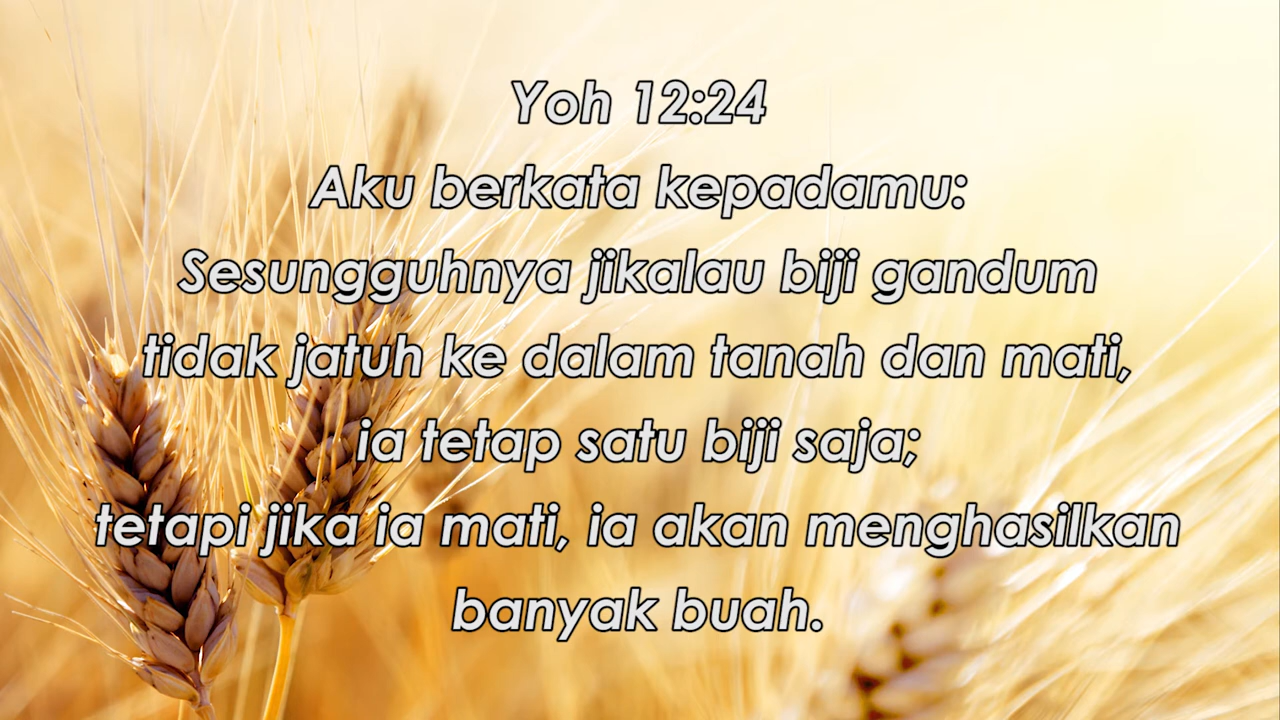 Yoh 12:24
Aku berkata kepadamu:
Sesungguhnya jikalau biji gandum
tidak jatuh ke dalam tanah dan mati,
ia tetap satu biji saja;
tetapi jika ia mati, ia akan menghasilkan
banyak buah.